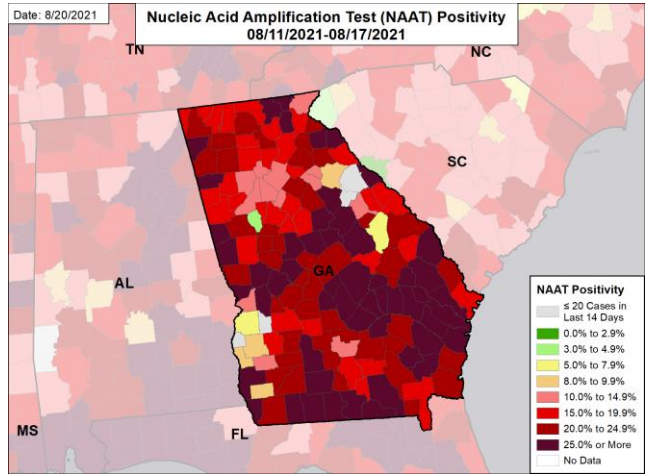 Date: 8/20/2021
Nucleic Acid Amplification Test (NAAT) Positivity
08/11/2021-08/17/2021
TN
NC
SC
AL
GA
MS
FL
NAAT Positivity
≤ 20 Cases in
Last 14 Days
0.0% to 2.9%
3.0% to 4.9%
5.0% to 7.9%
8.0% to 9.9%
10.0% to 14.9%
15.0% to 19.9%
20.0% to 24.9%
25.0% or More
No Data